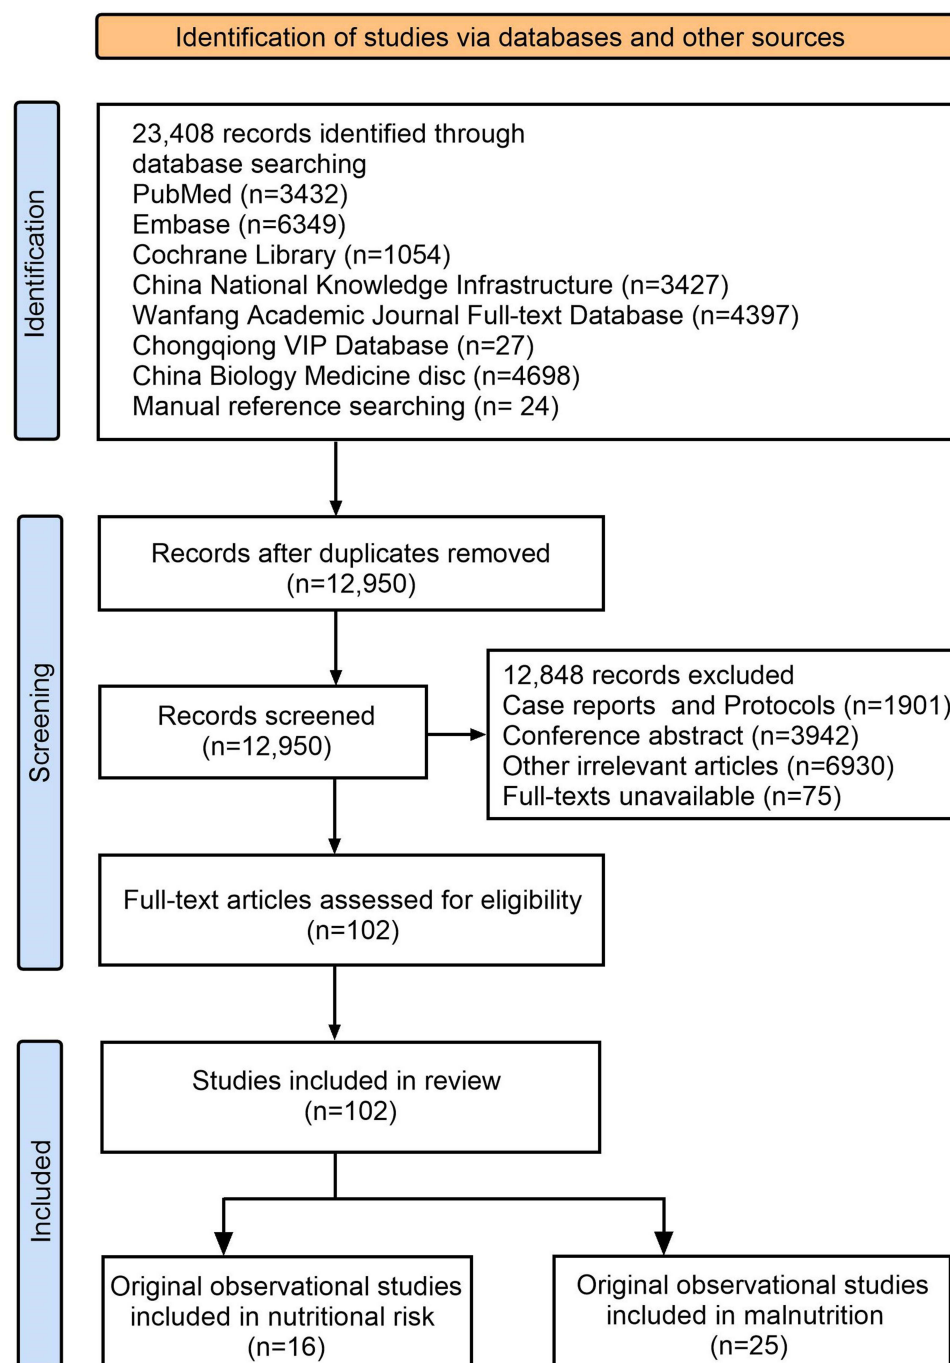 Identification of studies via databases and other sources
Identification
23,408 records identified through
database searching
PubMed (n=3432)
Embase (n=6349)
Cochrane Library (n=1054)
China National Knowledge Infrastructure (n=3427)
Wanfang Academic Journal Full-text Database (n=4397)
Chongqiong VIP Database (n=27)
China Biology Medicine disc (n=4698)
Manual reference searching (n= 24)
Screening
Records after duplicates removed
(n=12,950)
Records screened
(n=12,950)
12,848 records excluded
Case reports  and Protocols (n=1901)
Conference abstract (n=3942)
Other irrelevant articles (n=6930)
Full-texts unavailable (n=75)
Full-text articles assessed for eligibility
(n=102)
Included
Studies included in review
(n=102)
Original observational studies
included in nutritional risk
(n=16)
Original observational studies
included in malnutrition
(n=25)